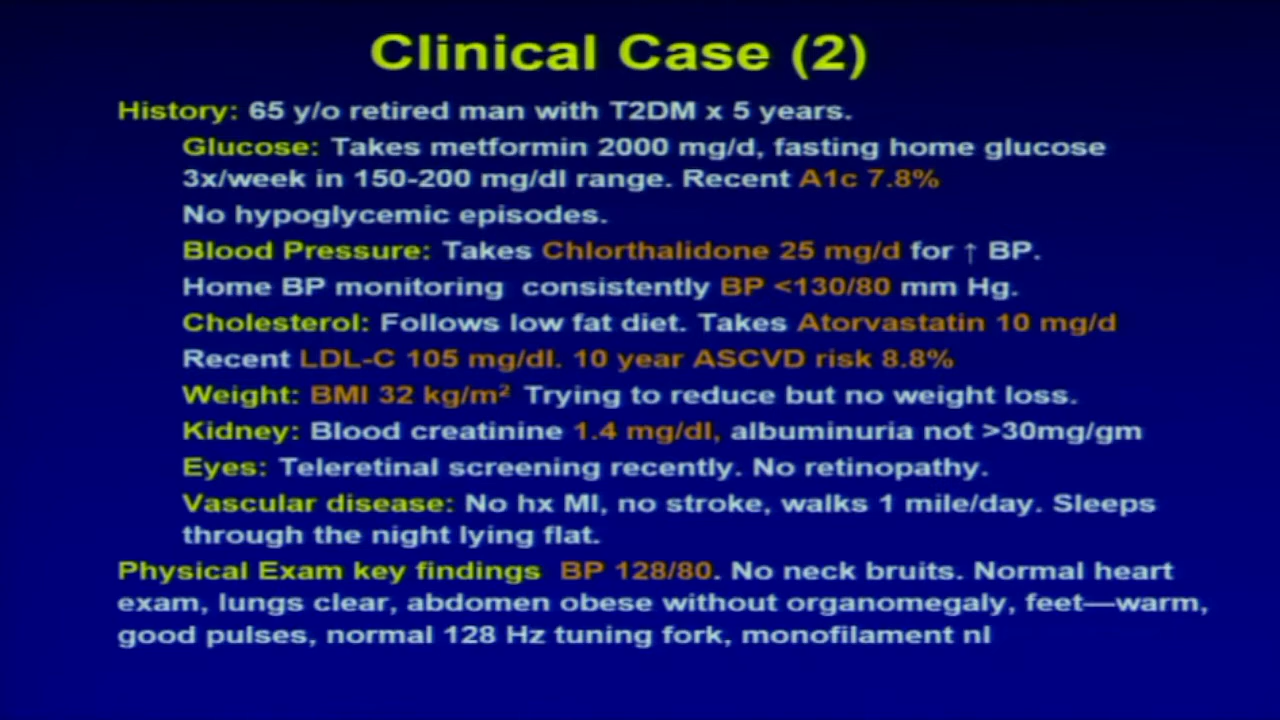 Clinical Case (2)
History: 65 y/o retired man with T2DM x 5 years.
Glucose: Takes metformin 2000 mg/d, fasting home glucose
3x/week in 150-200 mg/dl range. Recent A1c 7.8%
No hypoglycemic episodes.
Blood Pressure: Takes Chlorthalidone 25 mg/d for ↑ BP.
Home BP monitoring consistently BP <130/80 mm Hg.
Cholesterol: Follows low fat diet. Takes Atorvastatin 10 mg/d
Recent LDL-C 105 mg/dl. 10 year ASCVD risk 8.8%
Weight: BMI 32 kg/m² Trying to reduce but no weight loss.
Kidney: Blood creatinine 1.4 mg/dl, albuminuria not >30mg/gm
Eyes: Teleretinal screening recently. No retinopathy.
Vascular disease: No hx MI, no stroke, walks 1 mile/day. Sleeps
through the night lying flat.
Physical Exam key findings BP 128/80. No neck bruits. Normal heart
exam, lungs clear, abdomen obese without organomegaly, feet—warm,
good pulses, normal 128 Hz tuning fork, monofilament nl